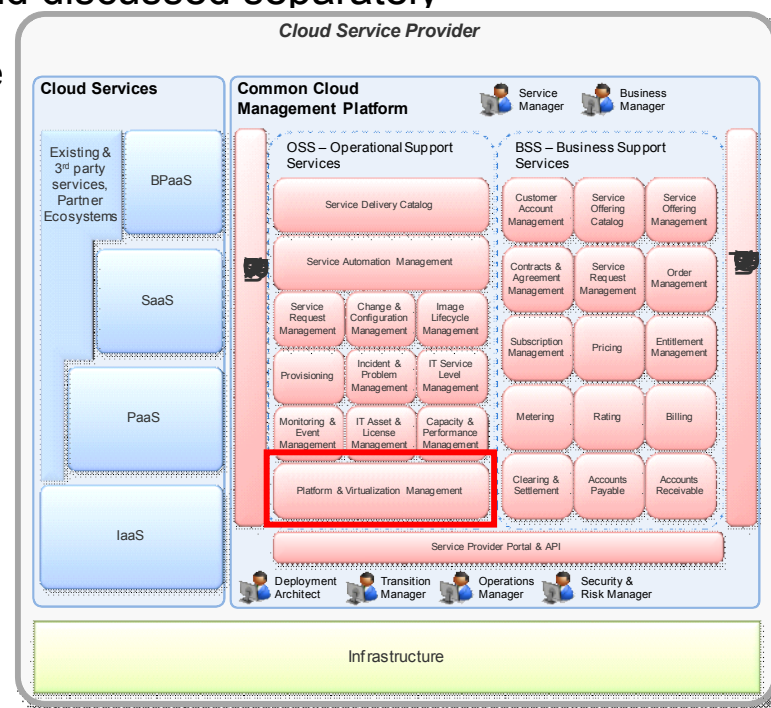 d discussed separately
e
Cloud Service Provider
Cloud Services
Existing &
3rd party
services,
Partner
Ecosystems
BPaaS
SaaS
PaaS
IaaS
Common Cloud
Management Platform
Service
Manager
Business
Manager
OSS – Operational Support
Services
Service Delivery Catalog
Service Automation Management
Service
Request
Management
Change &
Configuration
Management
Image
Lifecycle
Management
Provisioning
Incident &
Problem
Management
IT Service
Level
Management
Monitoring &
Event
Management
IT Asset &
License
Management
Capacity &
Performance
Management
Platform & Virtualization Management
BSS – Business Support
Services
Customer
Account
Management
Service
Offering
Catalog
Service
Offering
Management
Contracts &
Agreement
Management
Service
Request
Management
Order
Management
Subscription
Management
Pricing
Entitlement
Management
Metering
Rating
Billing
Clearing &
Settlement
Accounts
Payable
Accounts
Receivable
Service Provider Portal & API
Deployment
Architect
Transition
Manager
Operations
Manager
Security &
Risk Manager
Infrastructure